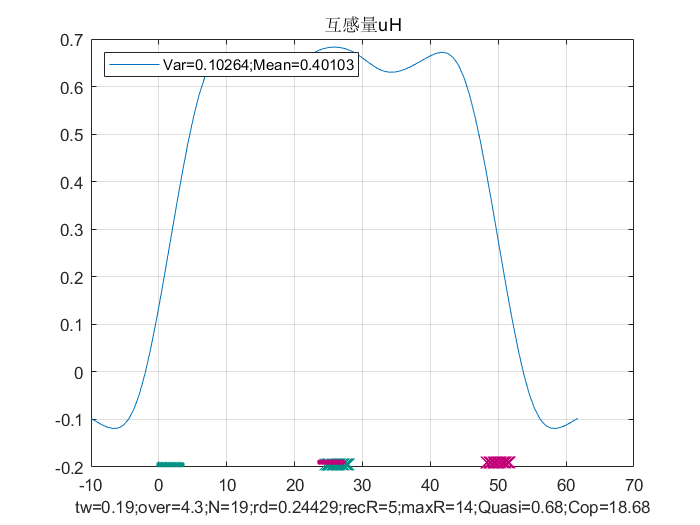 互感量uH
0.7
Var=0.10264;Mean=0.40103
0.6
0.5
0.4
0.3
0.2
0.1
0
-0.1
-0.2
-10 0 10 20 30 40 50 60 70
tw=0.19;over=4.3;N=19;rd=0.24429;recR=5;maxR=14;Quasi=0.68;Cop=18.68